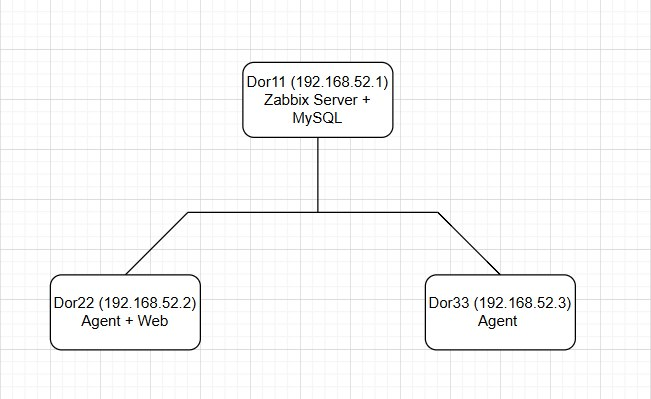 Dor11 (192.168.52.1)
Zabbix Server +
MySQL
Dor22 (192.168.52.2)
Agent + Web
Dor33 (192.168.52.3)
Agent